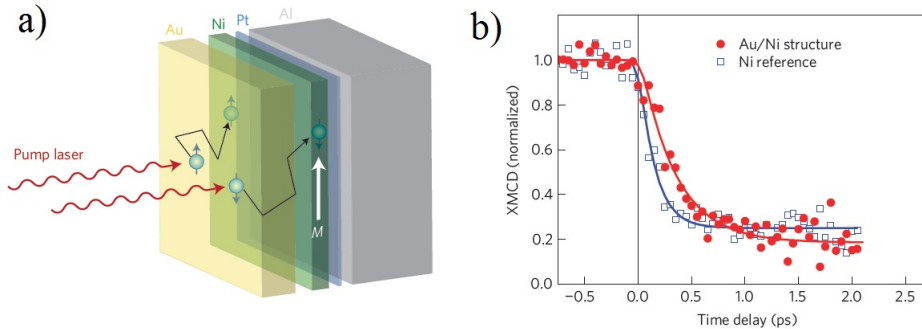 a)
Au
Ni
Pt
Al
Pump laser
M
b)
XMCD (normalized)
1.0
0.8
0.6
0.4
0.2
0.0
Au/Ni structure
Ni reference
−0.5
0.0
0.5
1.0
1.5
2.0
2.5
Time delay (ps)